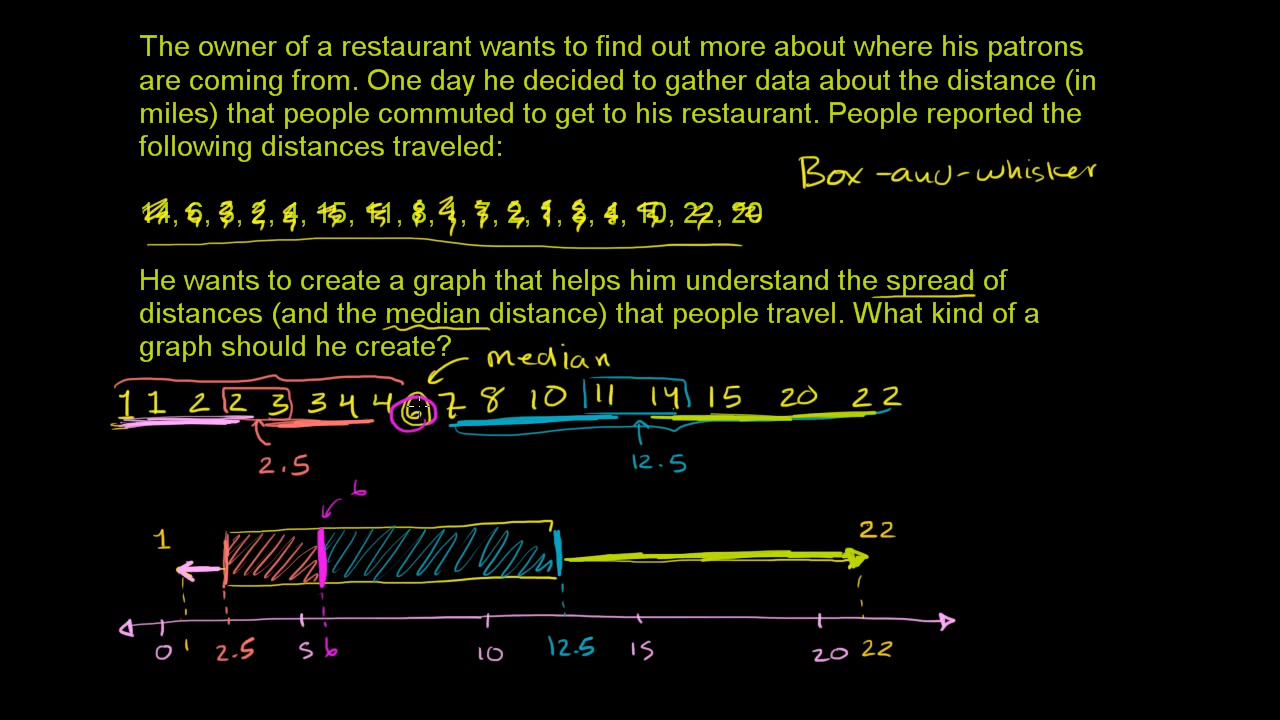 The owner of a restaurant wants to find out more about where his patrons
are coming from. One day he decided to gather data about the distance (in
miles) that people commuted to get to his restaurant. People reported the
following distances traveled:
Box-and-whisker
22, 20
He wants to create a graph that helps him understand the spread of
distances (and the median distance) that people travel. What kind of a
graph should he create?
median
1 1 2 2 3 3 4 4 6 7 8 10 11 14 15 20 22
2.5 12.5
6
1 22
0 1 2.5 5 6 10 12.5 15 20 22